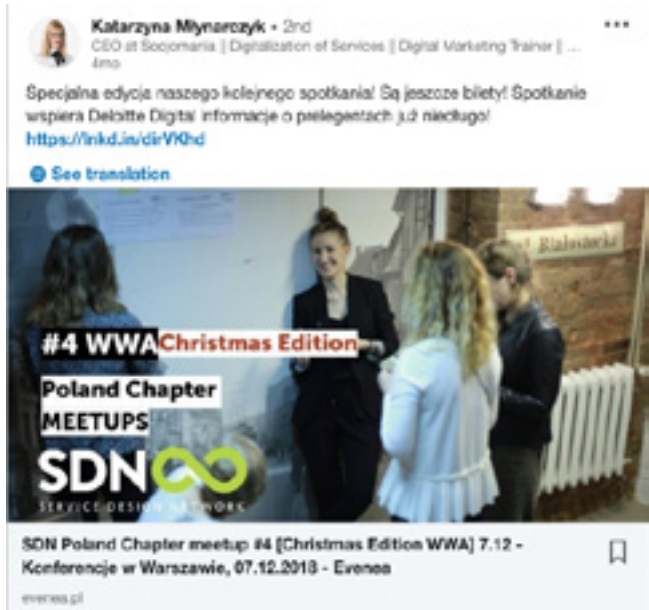 Katarzyna Młynarczyk • 2nd
CEO at Socjomania || Digitalization of Services || Digital Marketing Trainer || ...
4mo
Specjalna edycja naszego kolejnego spotkania! Są jeszcze bilety! Spotkanie
wspiera Deloitte Digital informacje o prelegentach już niedługo!
https://lnkd.in/dirVKhd
See translation
ul. Białostocka
#4 WWA Christmas Edition
Poland Chapter
MEETUPS
SDN
SERVICE DESIGN NETWORK
SDN Poland Chapter meetup #4 [Christmas Edition WWA] 7.12 -
Konferencje w Warszawie, 07.12.2018 - Evenea
evenea.pl